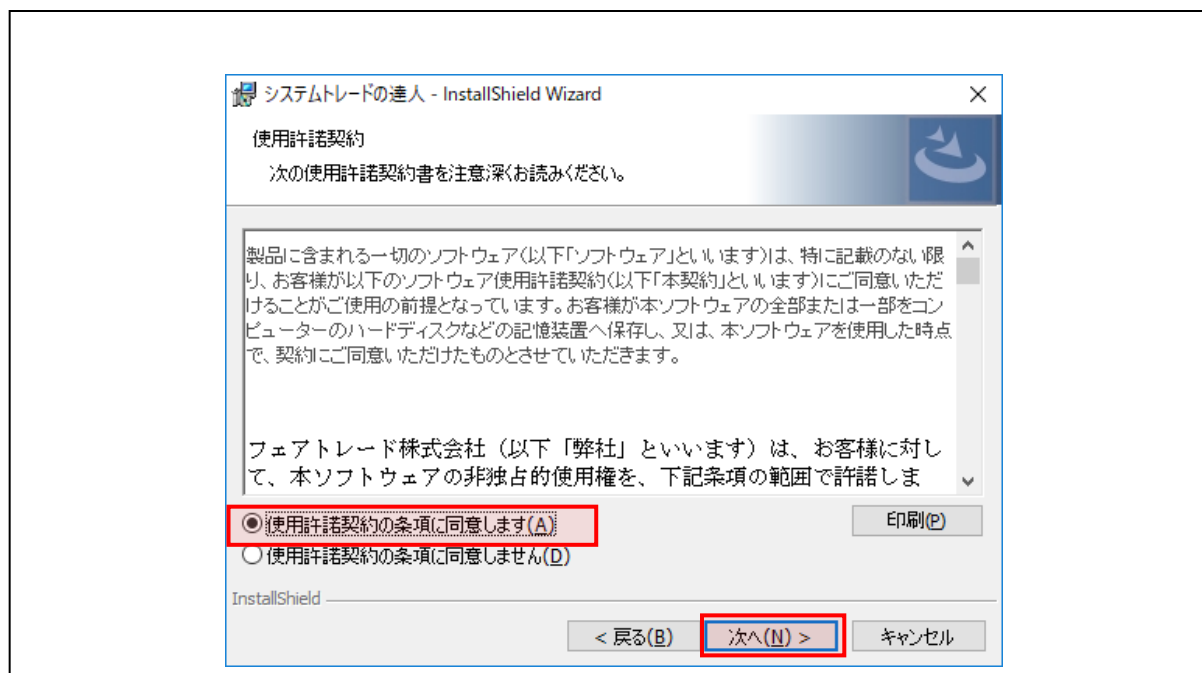 システムトレードの達人 - InstallShield Wizard
使用許諾契約
次の使用許諾契約書を注意深くお読みください。
製品に含まれる一切のソフトウェア(以下「ソフトウェア」といいます)は、特に記載のない限
り、お客様が以下のソフトウェア使用許諾契約(以下「本契約」といいます)にご同意いただ
けることがご使用の前提となっています。お客様が本ソフトウェアの全部または一部をコン
ピューターのハードディスクなどの記憶装置へ保存し、又は、本ソフトウェアを使用した時点
で、契約にご同意いただけたものとさせていただきます。
フェアトレード株式会社（以下「弊社」といいます）は、お客様に対し
て、本ソフトウェアの非独占的使用権を、下記条項の範囲で許諾しま
使用許諾契約の条項に同意します(A)
印刷(P)
使用許諾契約の条項に同意しません(D)
InstallShield
< 戻る(B) 次へ(N) > キャンセル